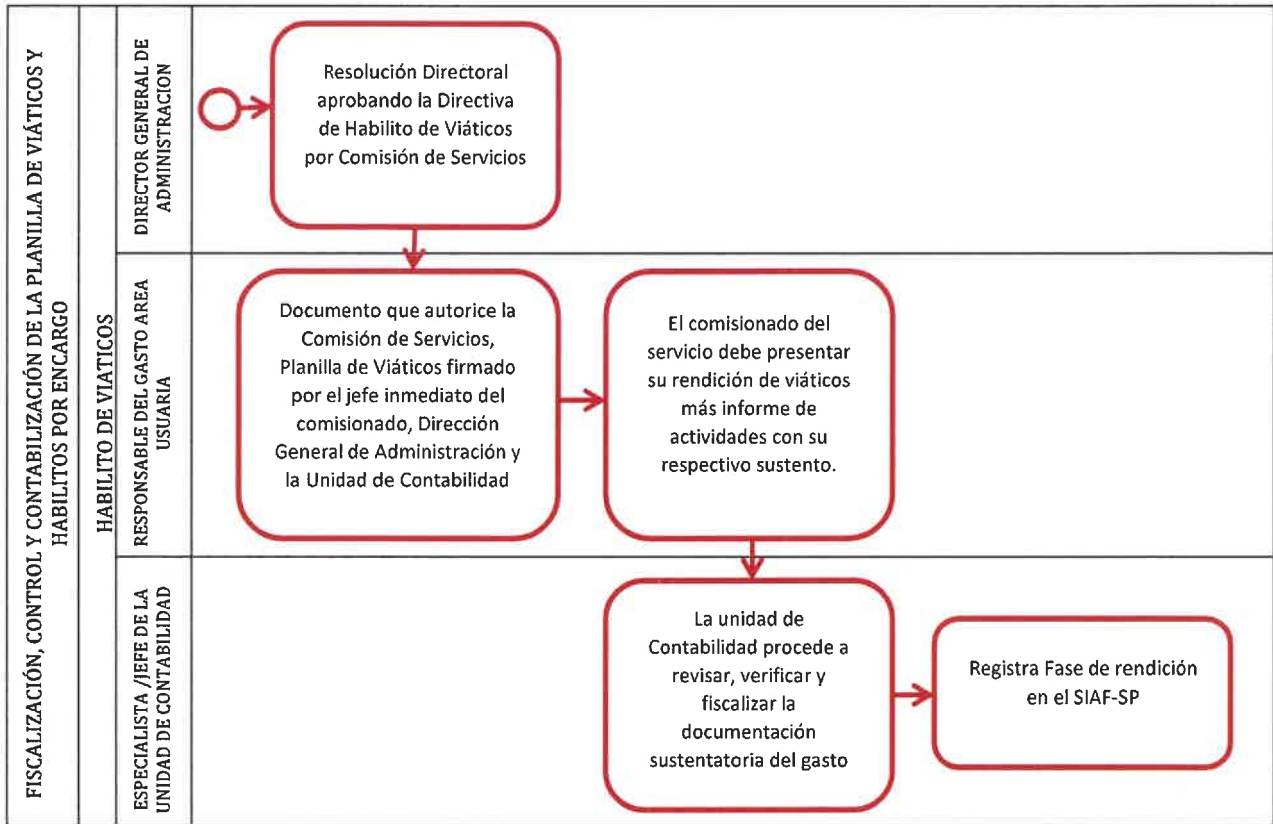 FISCALIZACIÓN, CONTROL Y CONTABILIZACIÓN DE LA PLANILLA DE VIÁTICOS Y
HABILITOS POR ENCARGO
HABILITO DE VIATICOS
DIRECTOR GENERAL DE
ADMINISTRACION
Resolución Directoral
aprobando la Directiva
de Habilito de Viáticos
por Comisión de Servicios
RESPONSABLE DEL GASTO AREA
USUARIA
Documento que autorice la
Comisión de Servicios,
Planilla de Viáticos firmado
por el jefe inmediato del
comisionado, Dirección
General de Administración y
la Unidad de Contabilidad
El comisionado del
servicio debe presentar
su rendición de viáticos
más informe de
actividades con su
respectivo sustento.
ESPECIALISTA /JEFE DE LA
UNIDAD DE CONTABILIDAD
La unidad de
Contabilidad procede a
revisar, verificar y
fiscalizar la
documentación
sustentatoria del gasto
Registra Fase de rendición
en el SIAF-SP